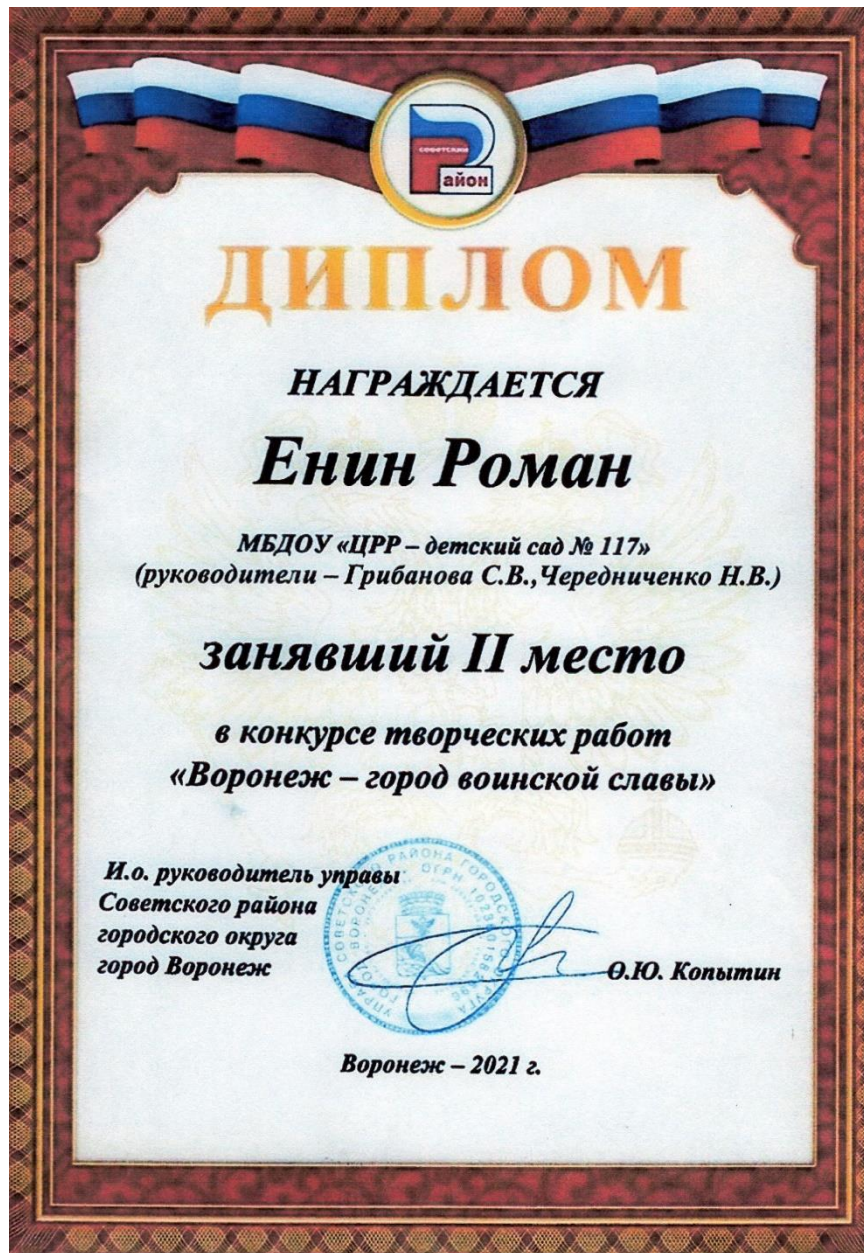 советский
Район
ДИПЛОМ
НАГРАЖДАЕТСЯ
Енин Роман
МБДОУ «ЦРР – детский сад № 117»
(руководители – Грибанова С.В.,Чередниченко Н.В.)
занявший II место
в конкурсе творческих работ
«Воронеж – город воинской славы»
И.о. руководитель управы
Советского района
городского округа
город Воронеж
О.Ю. Копытин
Воронеж – 2021 г.